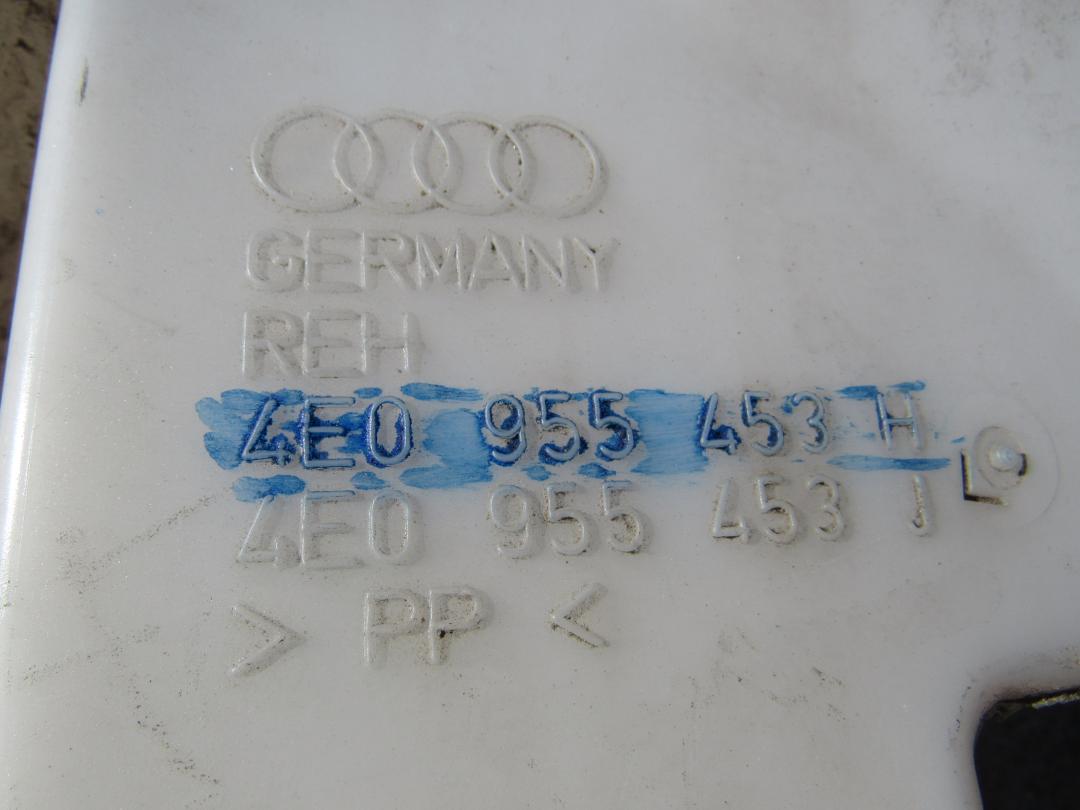 GERMANY
REH
4E0 955 453 H
4E0 955 453 J
> PP <